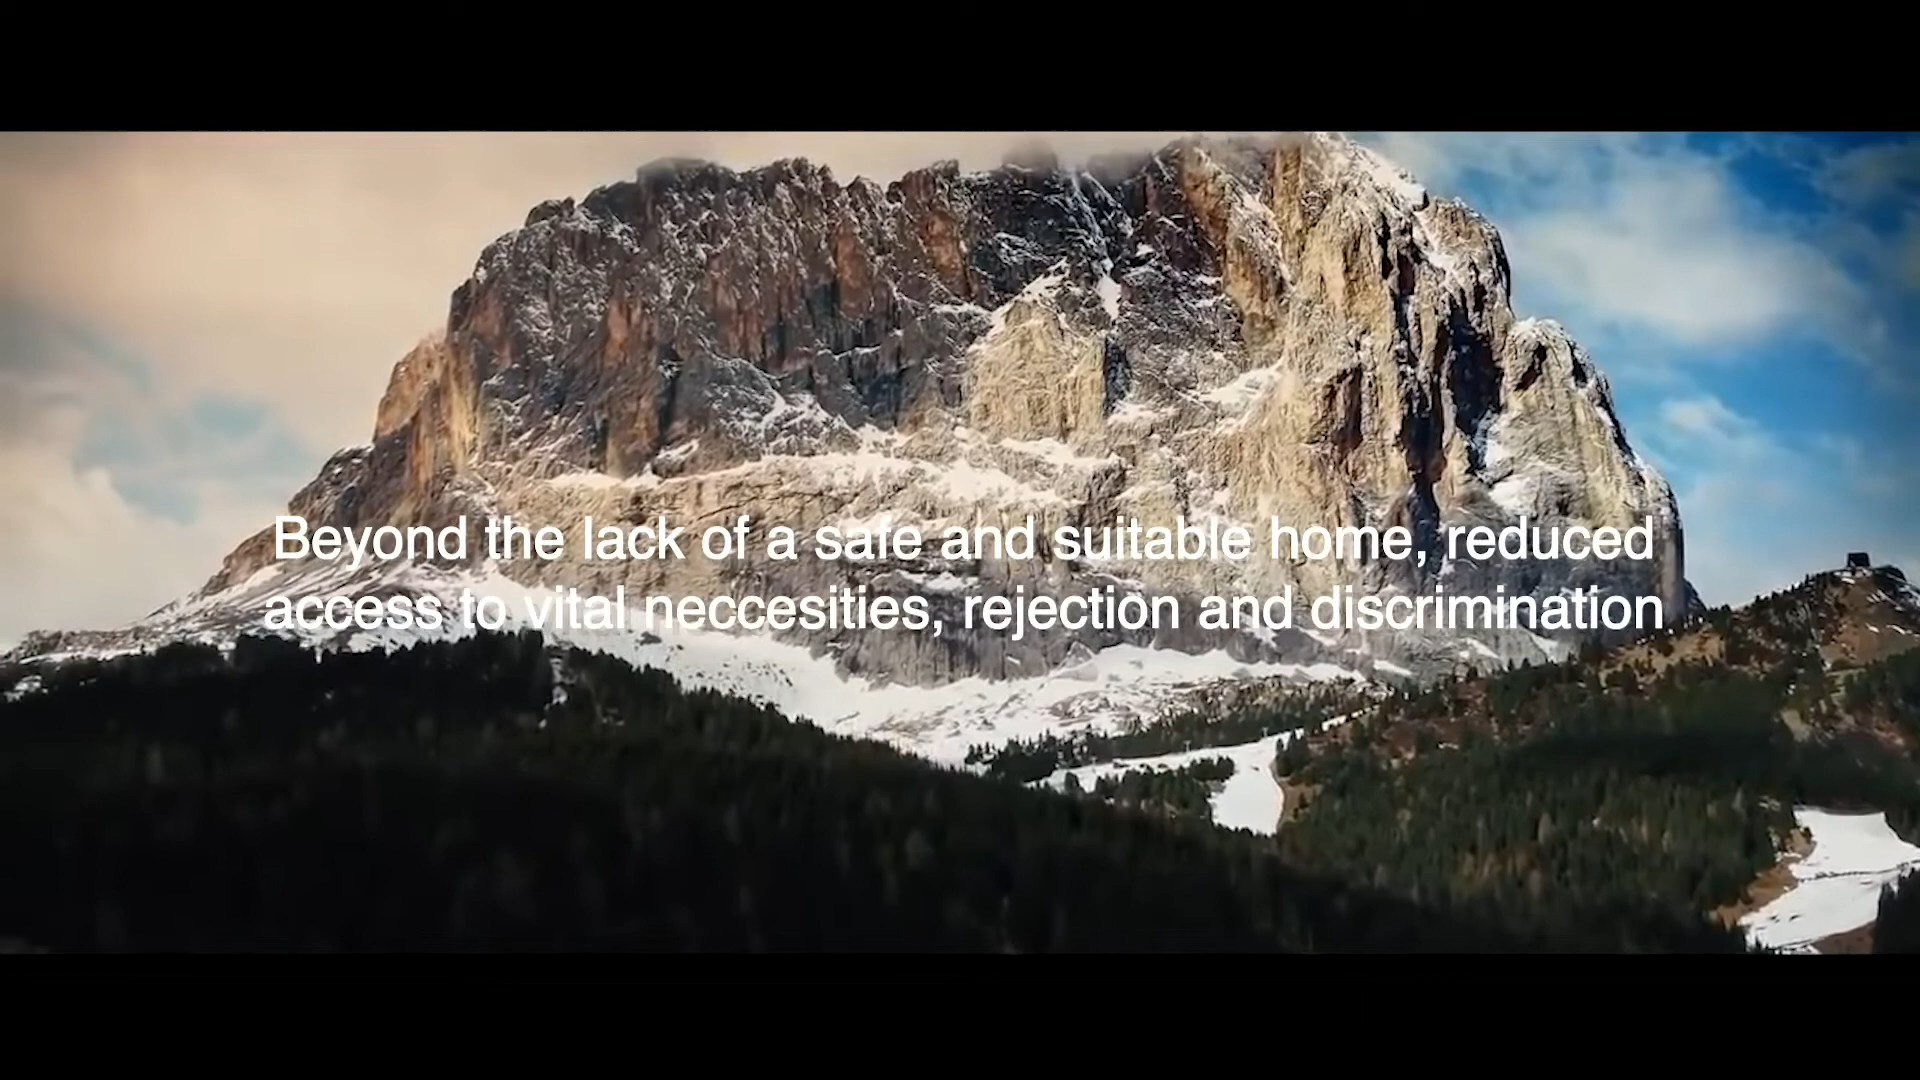 Beyond the lack of a safe and suitable home, reduced
access to vital neccesities, rejection and discrimination